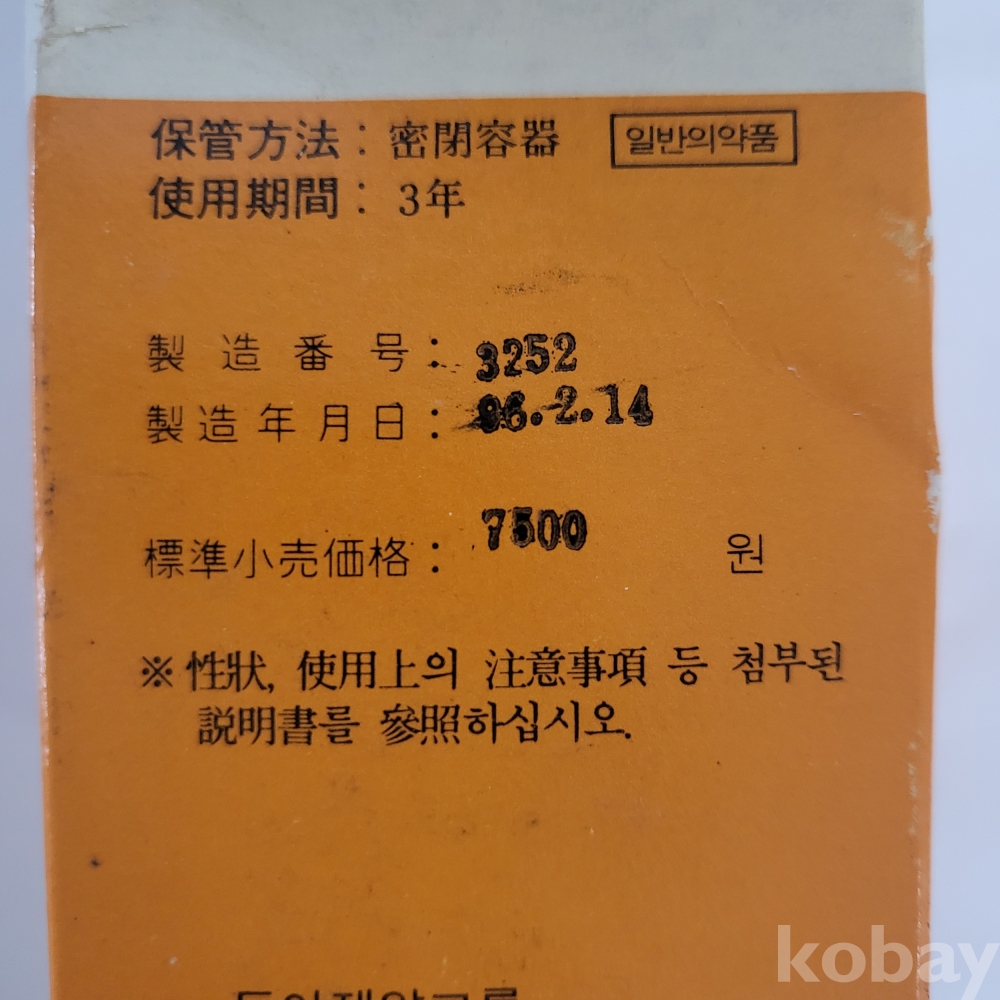 保管方法 : 密閉容器 일반의약품
使用期間 : 3年
製造番号 : 3252
製造年月日 : 96.2.14
標準小売価格 : 7500 원
※ 性狀, 使用上의 注意事項 등 첨부된
説明書를 參照하십시오.
kobay